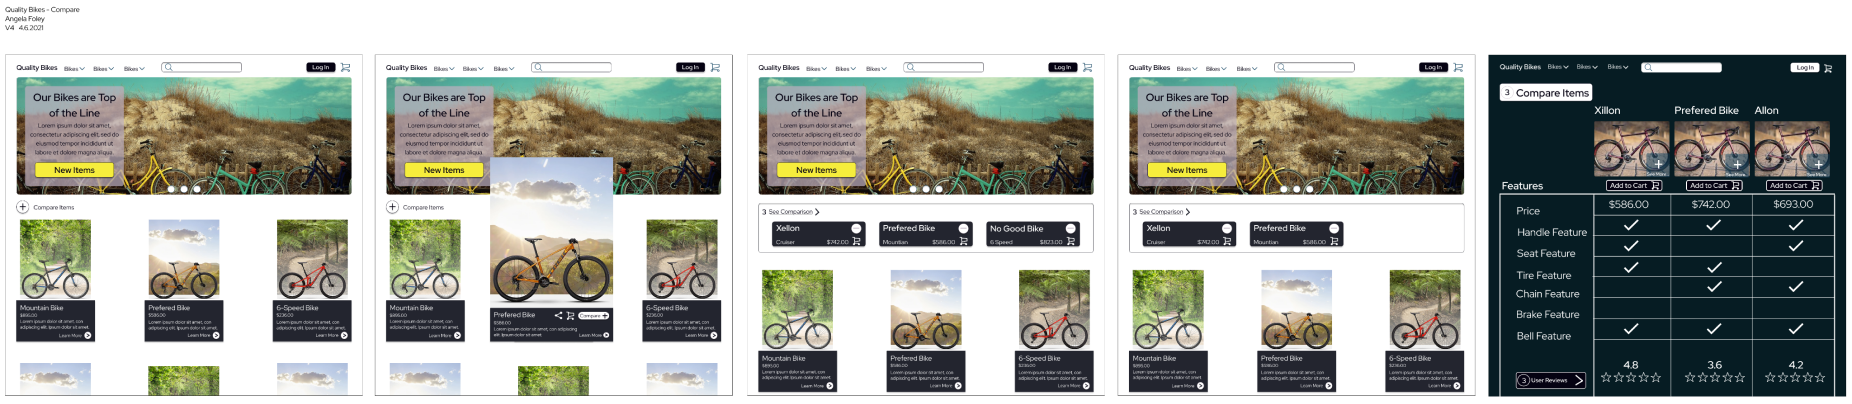 Quality Bikes - Compare
Angela Foley
V4 4.6.2021
Quality Bikes Bikes Bikes Bikes Log In
Our Bikes are Top
of the Line
Lorem ipsum dolor sit amet,
consectetur adipiscing elit, sed do
eiusmod tempor incididunt ut
labore et dolore magna aliqua.
New Items
Compare Items
Mountain Bike
$896.00
Lorem ipsum dolor sit amet, con
adipiscing elit. Ipsum dolor sit amet.
Learn More
Prefered Bike
$586.00
Lorem ipsum dolor sit amet, con
adipiscing elit. Ipsum dolor sit amet.
Learn More
6-Speed Bike
$236.00
Lorem ipsum dolor sit amet, con
adipiscing elit. Ipsum dolor sit amet.
Learn More
Quality Bikes Bikes Bikes Bikes Log In
Our Bikes are Top
of the Line
Lorem ipsum dolor sit amet,
consectetur adipiscing elit, sed do
eiusmod tempor incididunt ut
labore et dolore magna aliqua.
New Items
Compare Items
Mountain Bike
$896.00
Lorem ipsum dolor sit amet, con
adipiscing elit. Ipsum dolor sit amet.
Learn More
Prefered Bike
Compare
$586.00
Lorem ipsum dolor sit amet, con adipiscing
elit. Ipsum dolor sit amet.
Learn More
6-Speed Bike
$236.00
Lorem ipsum dolor sit amet, con
adipiscing elit. Ipsum dolor sit amet.
Learn More
Quality Bikes Bikes Bikes Bikes Log In
Our Bikes are Top
of the Line
Lorem ipsum dolor sit amet,
consectetur adipiscing elit, sed do
eiusmod tempor incididunt ut
labore et dolore magna aliqua.
New Items
3 See Comparison
Xellon
Cruiser $742.00
Prefered Bike
Mountian $586.00
No Good Bike
6 Speed $823.00
Mountain Bike
Lorem ipsum dolor sit amet, con
adipiscing elit. Ipsum dolor sit amet.
Learn More
Prefered Bike
$586.00
Lorem ipsum dolor sit amet, con
adipiscing elit. Ipsum dolor sit amet.
Learn More
6-Speed Bike
$236.00
Lorem ipsum dolor sit amet, con
adipiscing elit. Ipsum dolor sit amet.
Learn More
Quality Bikes Bikes Bikes Bikes Log In
Our Bikes are Top
of the Line
Lorem ipsum dolor sit amet,
consectetur adipiscing elit, sed do
eiusmod tempor incididunt ut
labore et dolore magna aliqua.
New Items
3 See Comparison
Xellon
Cruiser $742.00
Prefered Bike
Mountian $586.00
Mountain Bike
Lorem ipsum dolor sit amet, con
adipiscing elit. Ipsum dolor sit amet.
Learn More
Prefered Bike
$586.00
Lorem ipsum dolor sit amet, con
adipiscing elit. Ipsum dolor sit amet.
Learn More
6-Speed Bike
Lorem ipsum dolor sit amet, con
adipiscing elit. Ipsum dolor sit amet.
Learn More
Quality Bikes Bikes Bikes Bikes Log In
3 Compare Items
Xillon Prefered Bike Allon
See More See More See More
Features Add to Cart Add to Cart Add to Cart
Price $586.00 $742.00 $693.00
Handle Feature
Seat Feature
Tire Feature
Chain Feature
Brake Feature
Bell Feature
4.8 3.6 4.2
3 User Reviews